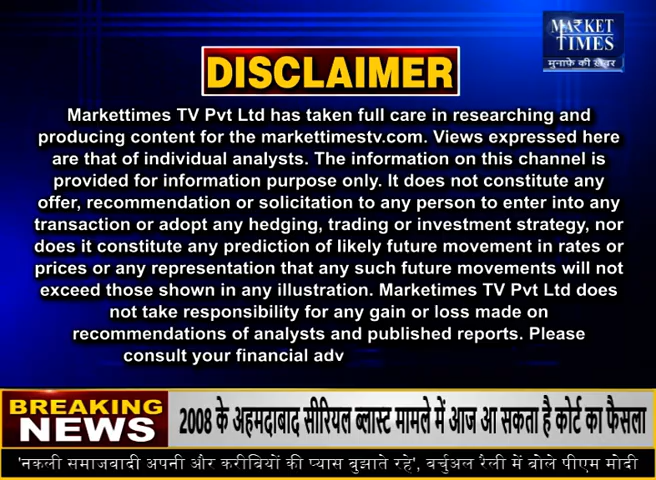 MARKET
TIMES
मुनाफे की खबर
DISCLAIMER
Markettimes TV Pvt Ltd has taken full care in researching and
producing content for the markettimestv.com. Views expressed here
are that of individual analysts. The information on this channel is
provided for information purpose only. It does not constitute any
offer, recommendation or solicitation to any person to enter into any
transaction or adopt any hedging, trading or investment strategy, nor
does it constitute any prediction of likely future movement in rates or
prices or any representation that any such future movements will not
exceed those shown in any illustration. Marketimes TV Pvt Ltd does
not take responsibility for any gain or loss made on
recommendations of analysts and published reports. Please
consult your financial adv
BREAKING
NEWS
2008 के अहमदाबाद सीरियल ब्लास्ट मामले में आज आ सकता है कोर्ट का फैसला
'नकली समाजवादी अपनी और करीबियों की प्यास बुझाते रहे', वर्चुअल रैली में बोले पीएम मोदी